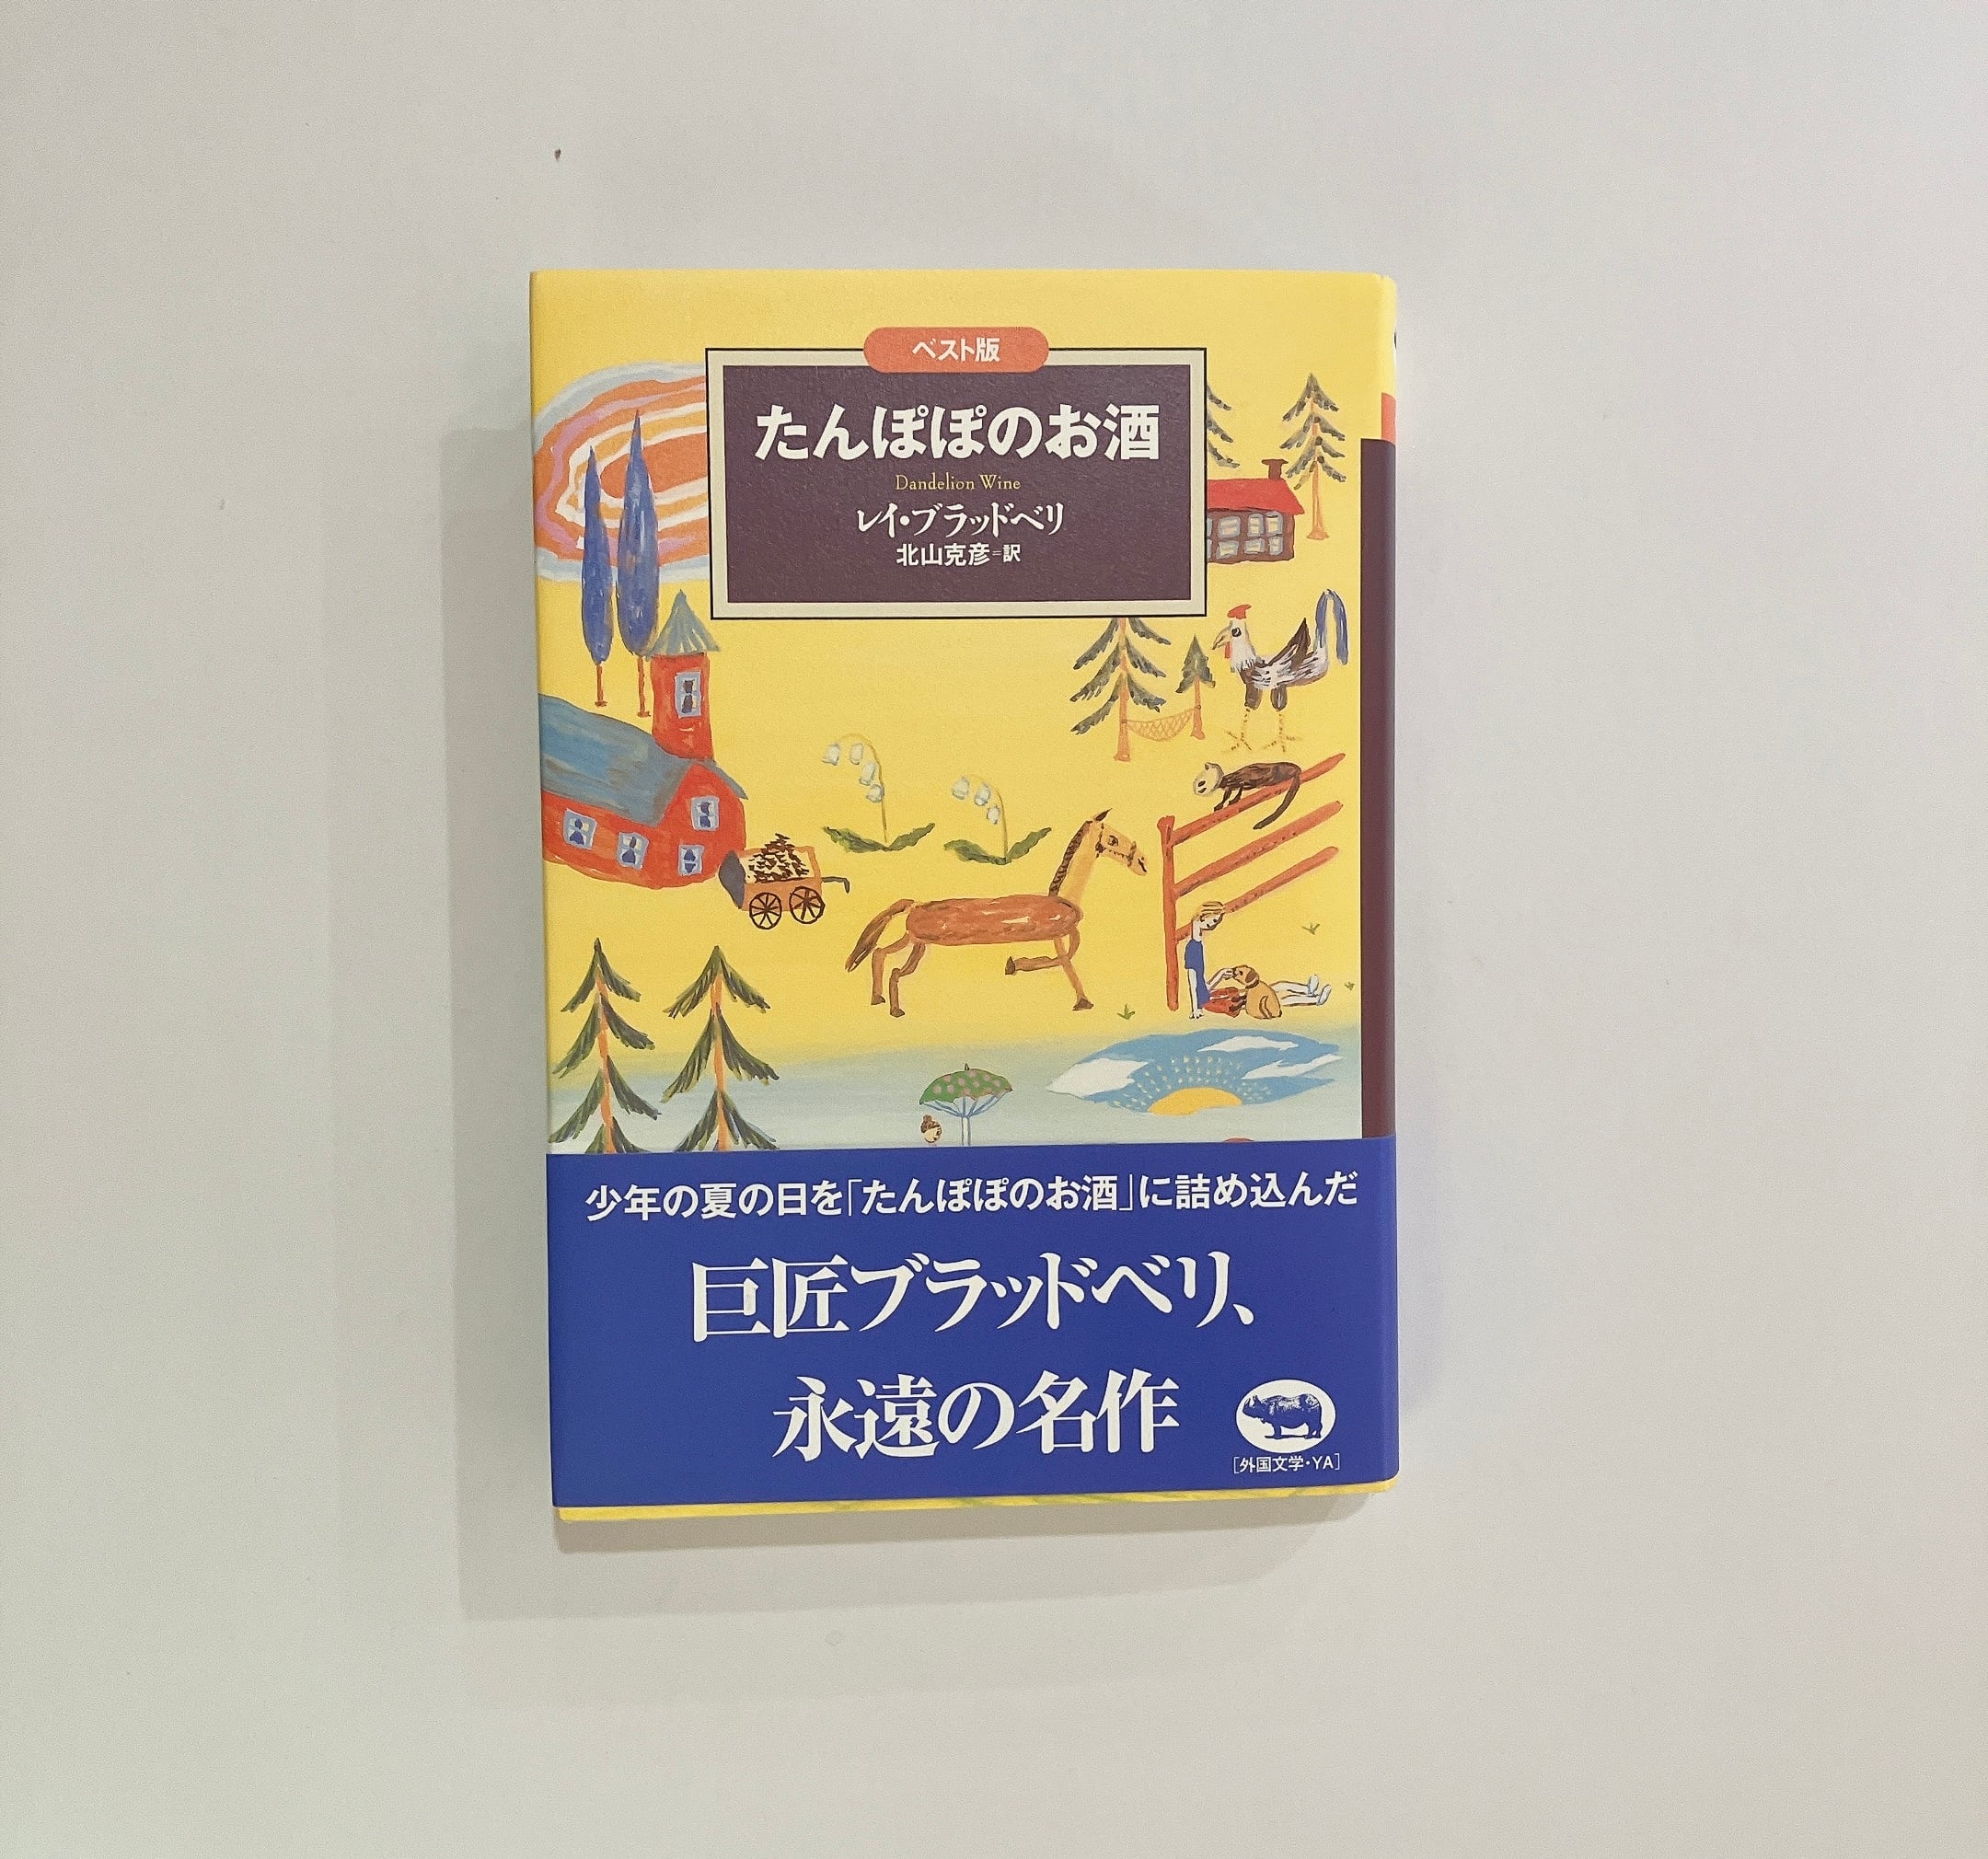 ベスト版
たんぽぽのお酒
Dandelion Wine
レイ・ブラッドベリ
北山克彦=訳
少年の夏の日を「たんぽぽのお酒」に詰め込んだ
巨匠ブラッドベリ、
永遠の名作
[外国文学・YA]